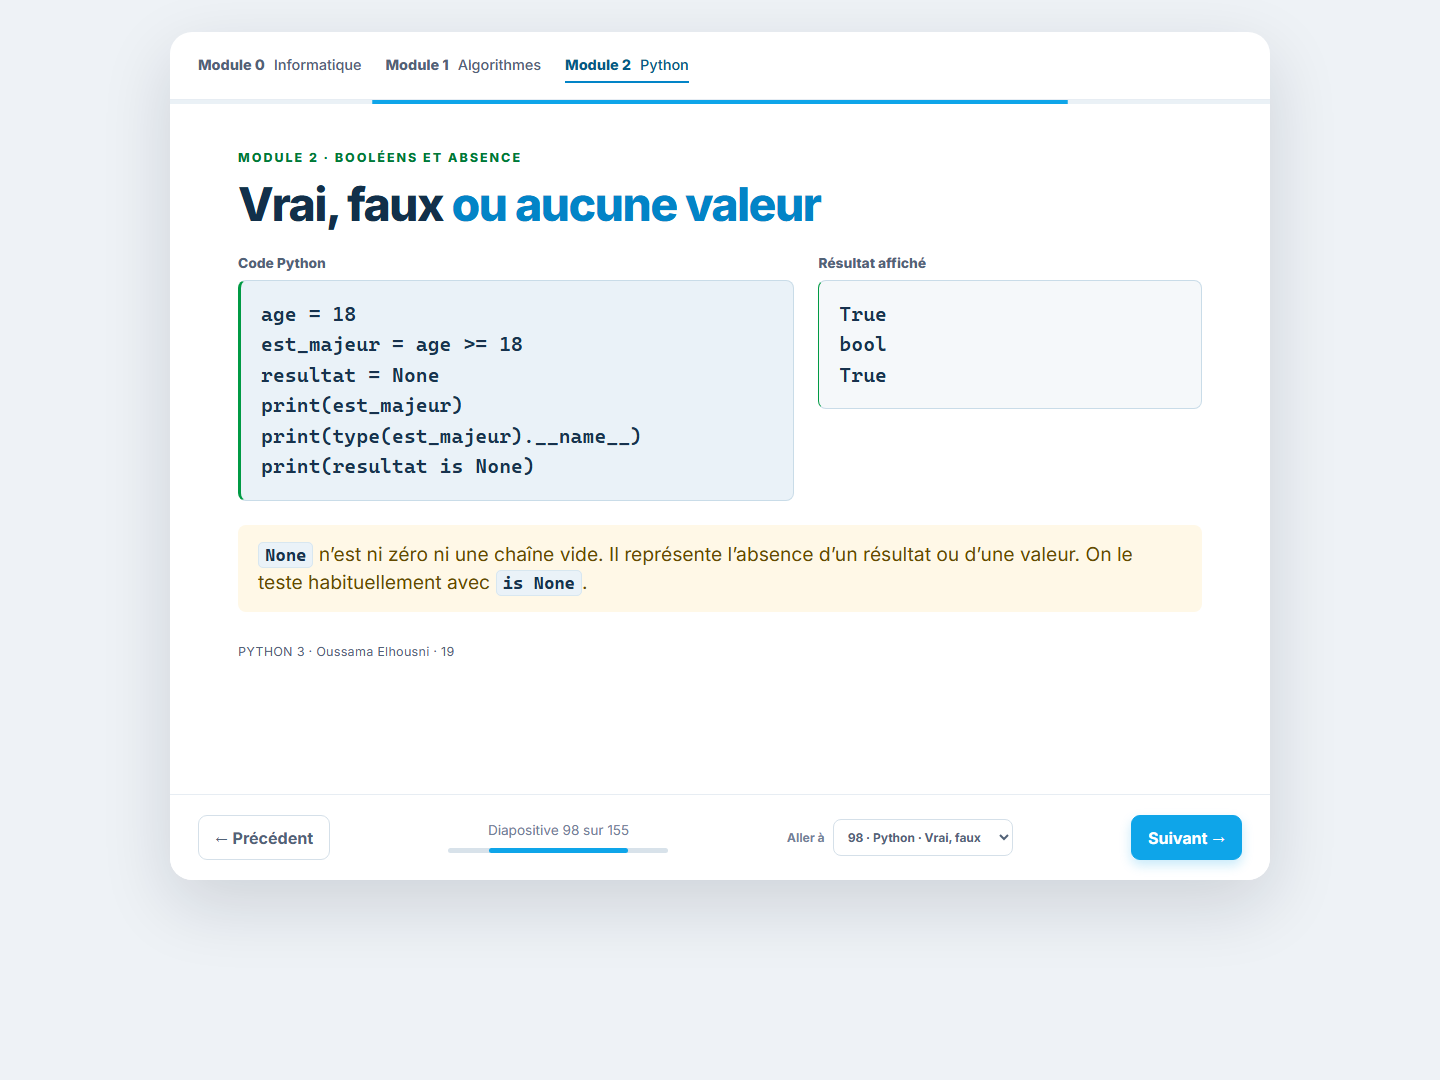 Module 0 Informatique Module 1 Algorithmes Module 2 Python
MODULE 2 · BOOLÉENS ET ABSENCE
Vrai, faux ou aucune valeur
Code Python
age = 18
est_majeur = age >= 18
resultat = None
print(est_majeur)
print(type(est_majeur).__name__)
print(resultat is None)
Résultat affiché
True
bool
True
None n’est ni zéro ni une chaîne vide. Il représente l’absence d’un résultat ou d’une valeur. On le
teste habituellement avec is None.
PYTHON 3 · Oussama Elhousni · 19
← Précédent
Diapositive 98 sur 155
Aller à 98 · Python · Vrai, faux
Suivant →